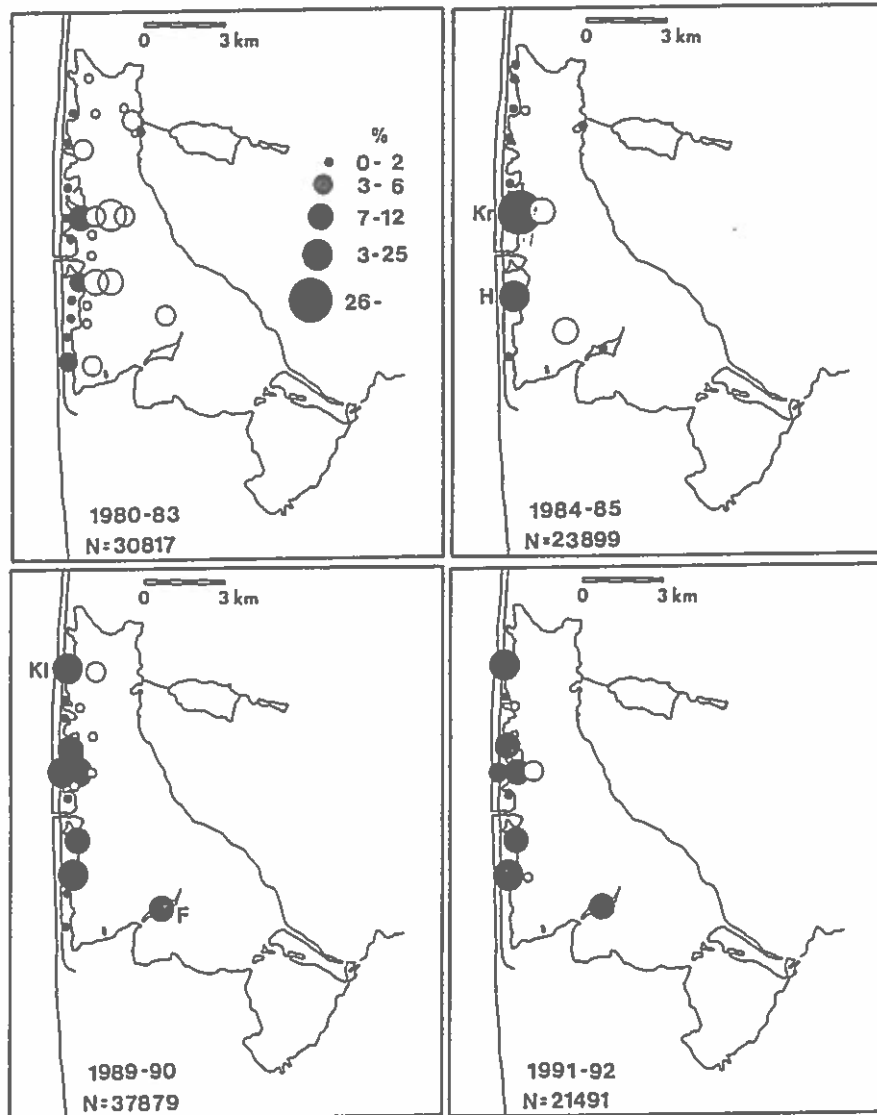 0 3 km
%
0- 2
3- 6
7-12
3-25
26-
1980-83
N=30817
0 3 km
Kr
H
1984-85
N=23899
0 3 km
Kl
F
1989-90
N=37879
0 3 km
1991-92
N=21491